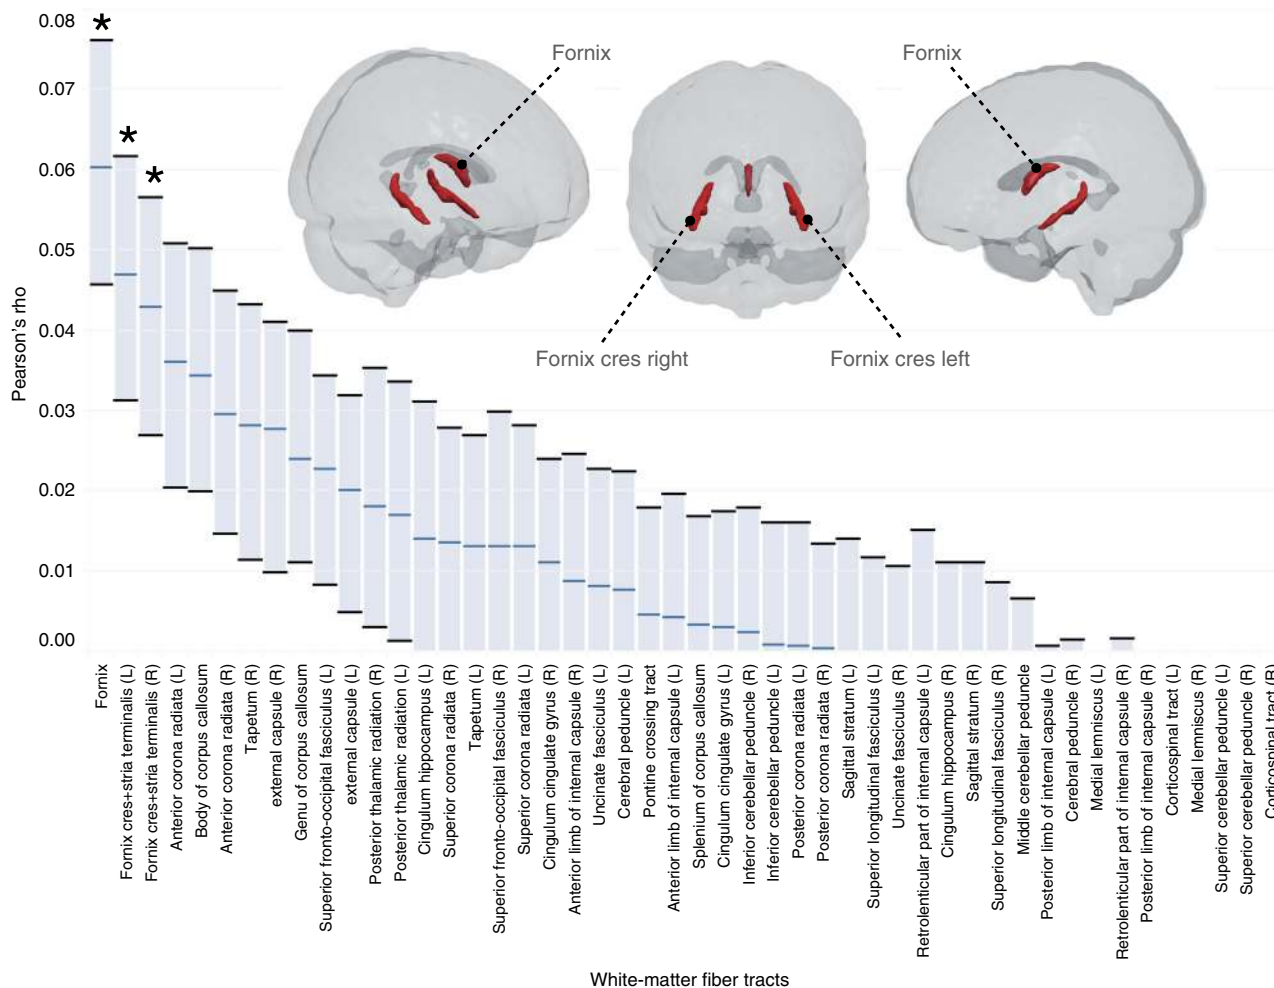 0.08
0.07
0.06
0.05
0.04
0.03
0.02
0.01
0.00
Pearson's rho
*
*
*
Fornix
Fornix
Fornix cres right
Fornix cres left
Fornix
Fornix cres+stria terminalis (L)
Fornix cres+stria terminalis (R)
Anterior corona radiata (L)
Body of corpus callosum
Anterior corona radiata (R)
Tapetum (R)
external capsule (R)
Genu of corpus callosum
Superior fronto-occipital fasciculus (L)
external capsule (L)
Posterior thalamic radiation (R)
Posterior thalamic radiation (L)
Cingulum hippocampus (L)
Superior corona radiata (R)
Tapetum (L)
Superior fronto-occipital fasciculus (R)
Superior corona radiata (L)
Cingulum cingulate gyrus (R)
Anterior limb of internal capsule (R)
Uncinate fasciculus (L)
Cerebral peduncle (L)
Pontine crossing tract
Anterior limb of internal capsule (L)
Splenium of corpus callosum
Cingulum cingulate gyrus (L)
Inferior cerebellar peduncle (R)
Inferior cerebellar peduncle (L)
Posterior corona radiata (L)
Posterior corona radiata (R)
Sagittal stratum (L)
Superior longitudinal fasciculus (L)
Uncinate fasciculus (R)
Retrolenticular part of internal capsule (L)
Cingulum hippocampus (R)
Sagittal stratum (R)
Superior longitudinal fasciculus (R)
Middle cerebellar peduncle
Posterior limb of internal capsule (L)
Cerebral peduncle (R)
Medial lemniscus (L)
Retrolenticular part of internal capsule (R)
Posterior limb of internal capsule (R)
Corticospinal tract (L)
Medial lemniscus (R)
Superior cerebellar peduncle (L)
Superior cerebellar peduncle (R)
Corticospinal tract (R)
White-matter fiber tracts